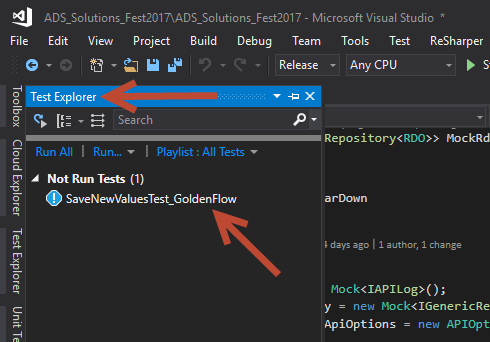 ADS_Solutions_Fest2017\ADS_Solutions_Fest2017 - Microsoft Visual Studio *
File Edit View Project Build Debug Team Tools Test ReSharper
Release Any CPU
Test Explorer
Search
Run All Run... Playlist : All Tests
Not Run Tests (1)
SaveNewValuesTest_GoldenFlow
Toolbox
Cloud Explorer
Test Explorer
Unit Te
Repository<RDO>> MockRd
arDown
4 days ago | 1 author, 1 change
Mock<IAPILog>();
y = new Mock<IGenericRe
ApiOptions = new APIOpt